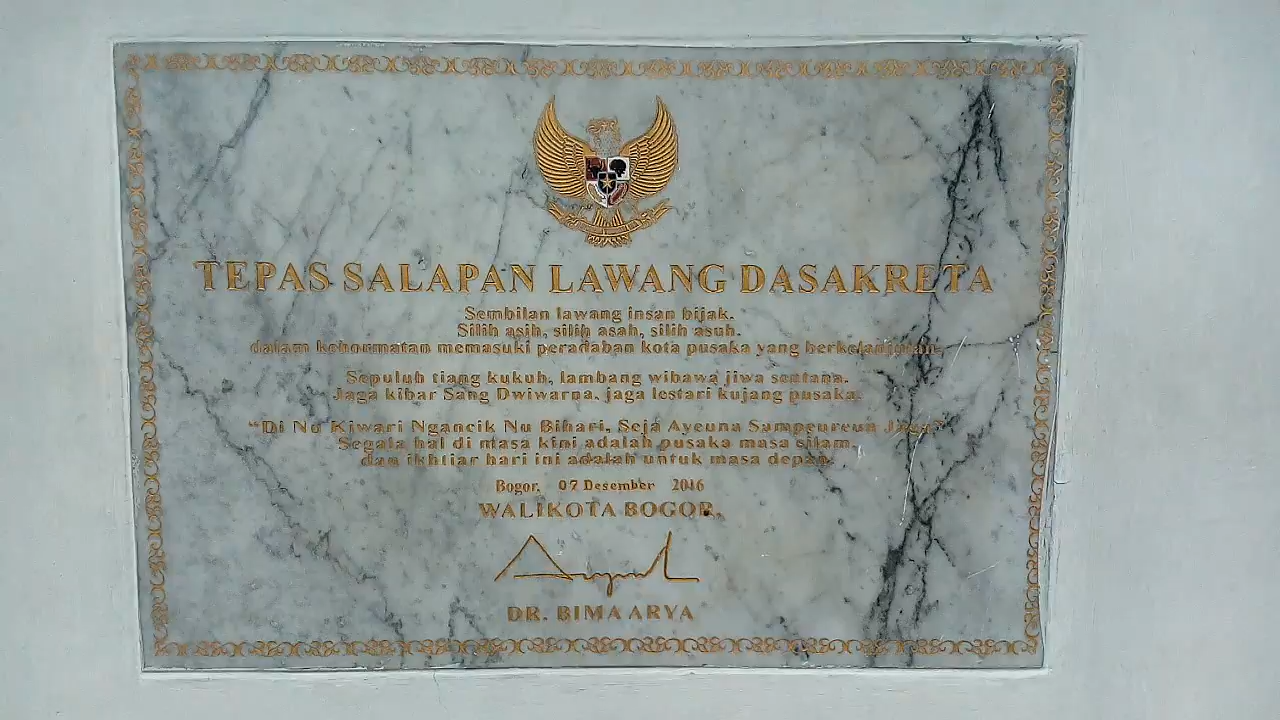 TEPAS SALAPAN LAWANG DASAKRETA
Sembilan lawang insan bijak.
Silih asih, silih asah, silih asuh.
dalam kehormatan memasuki peradaban kota pusaka yang berkelanjutan.
Sepuluh tiang kukuh, lambang wibawa jiwa sentana.
Jaga kibar Sang Dwiwarna, jaga lestari kujang pusaka.
"Di Nu Kiwari Ngancik Nu Bihari, Seja Ayeuna Sampeureun Jaga"
Segala hal di masa kini adalah pusaka masa silam,
dan ikhtiar hari ini adalah untuk masa depan.
Bogor, 07 Desember 2016
WALIKOTA BOGOR,
DR. BIMA ARYA